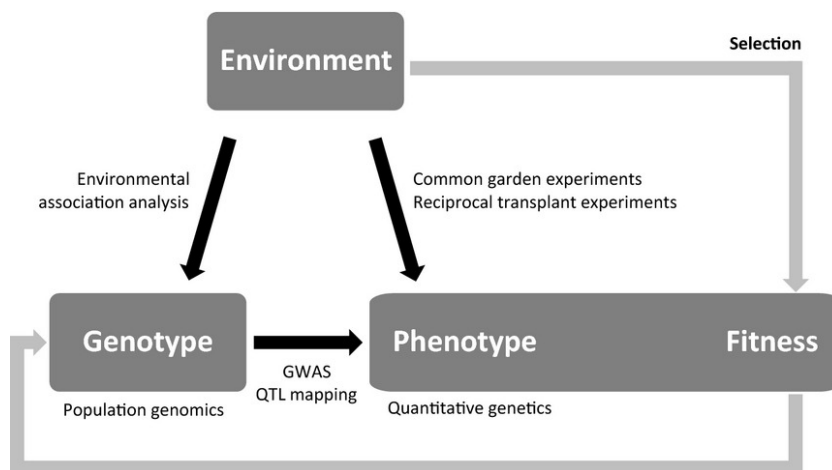 Environment
Selection
Environmental
association analysis
Common garden experiments
Reciprocal transplant experiments
Genotype
Phenotype
Fitness
GWAS
QTL mapping
Population genomics
Quantitative genetics